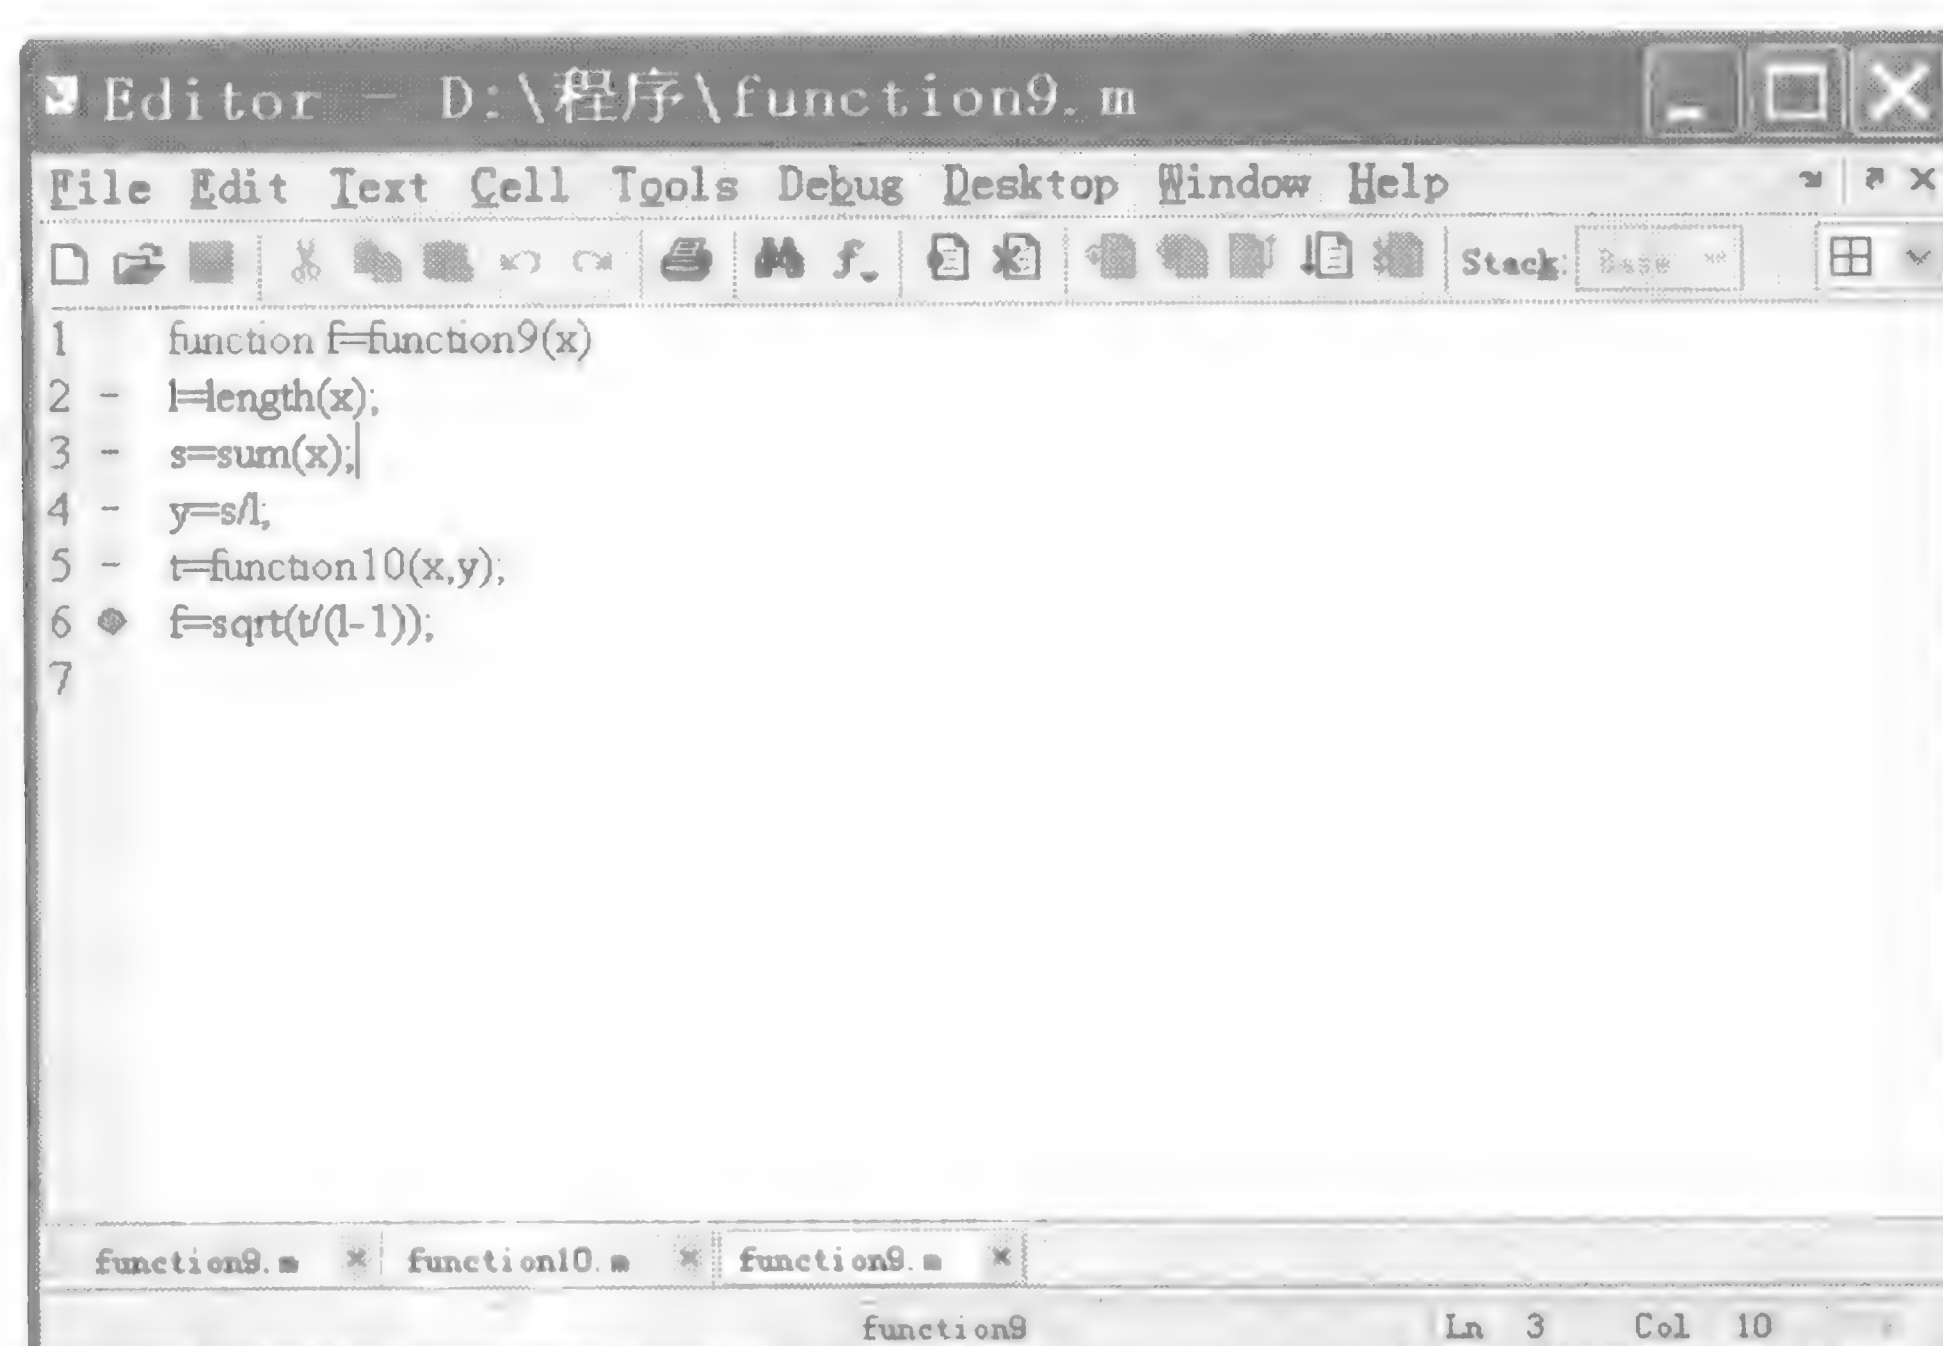 Editor - D:\程序\function9.m
File Edit Text Cell Tools Debug Desktop Window Help
Stack: Base
1 function f=function9(x)
2 - l=length(x);
3 - s=sum(x);
4 - y=s/l;
5 - t=function10(x,y);
6 f=sqrt(t/(l-1));
7
function9.m function10.m function9.m
function9 Ln 3 Col 10